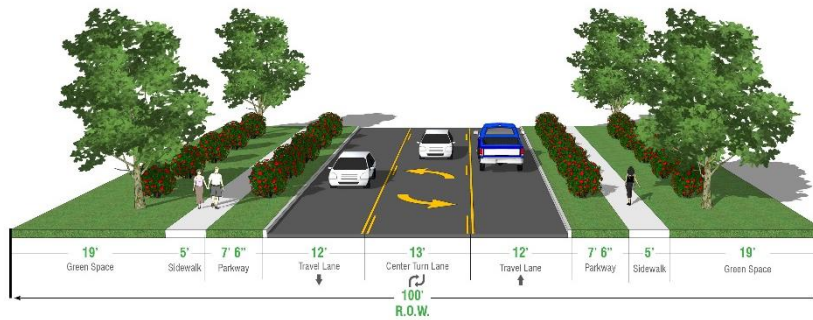 19' 5' 7' 6" 12' 13' 12' 7' 6" 5' 19'
Green Space Sidewalk Parkway Travel Lane Center Turn Lane Travel Lane Parkway Sidewalk Green Space
100'
R.O.W.